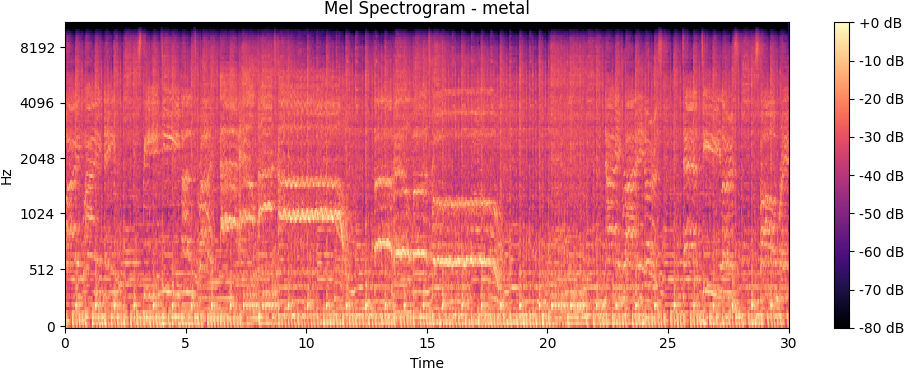 Mel Spectrogram - metal
Hz
8192
4096
2048
1024
512
0
0 5 10 15 20 25 30
Time
+0 dB
-10 dB
-20 dB
-30 dB
-40 dB
-50 dB
-60 dB
-70 dB
-80 dB